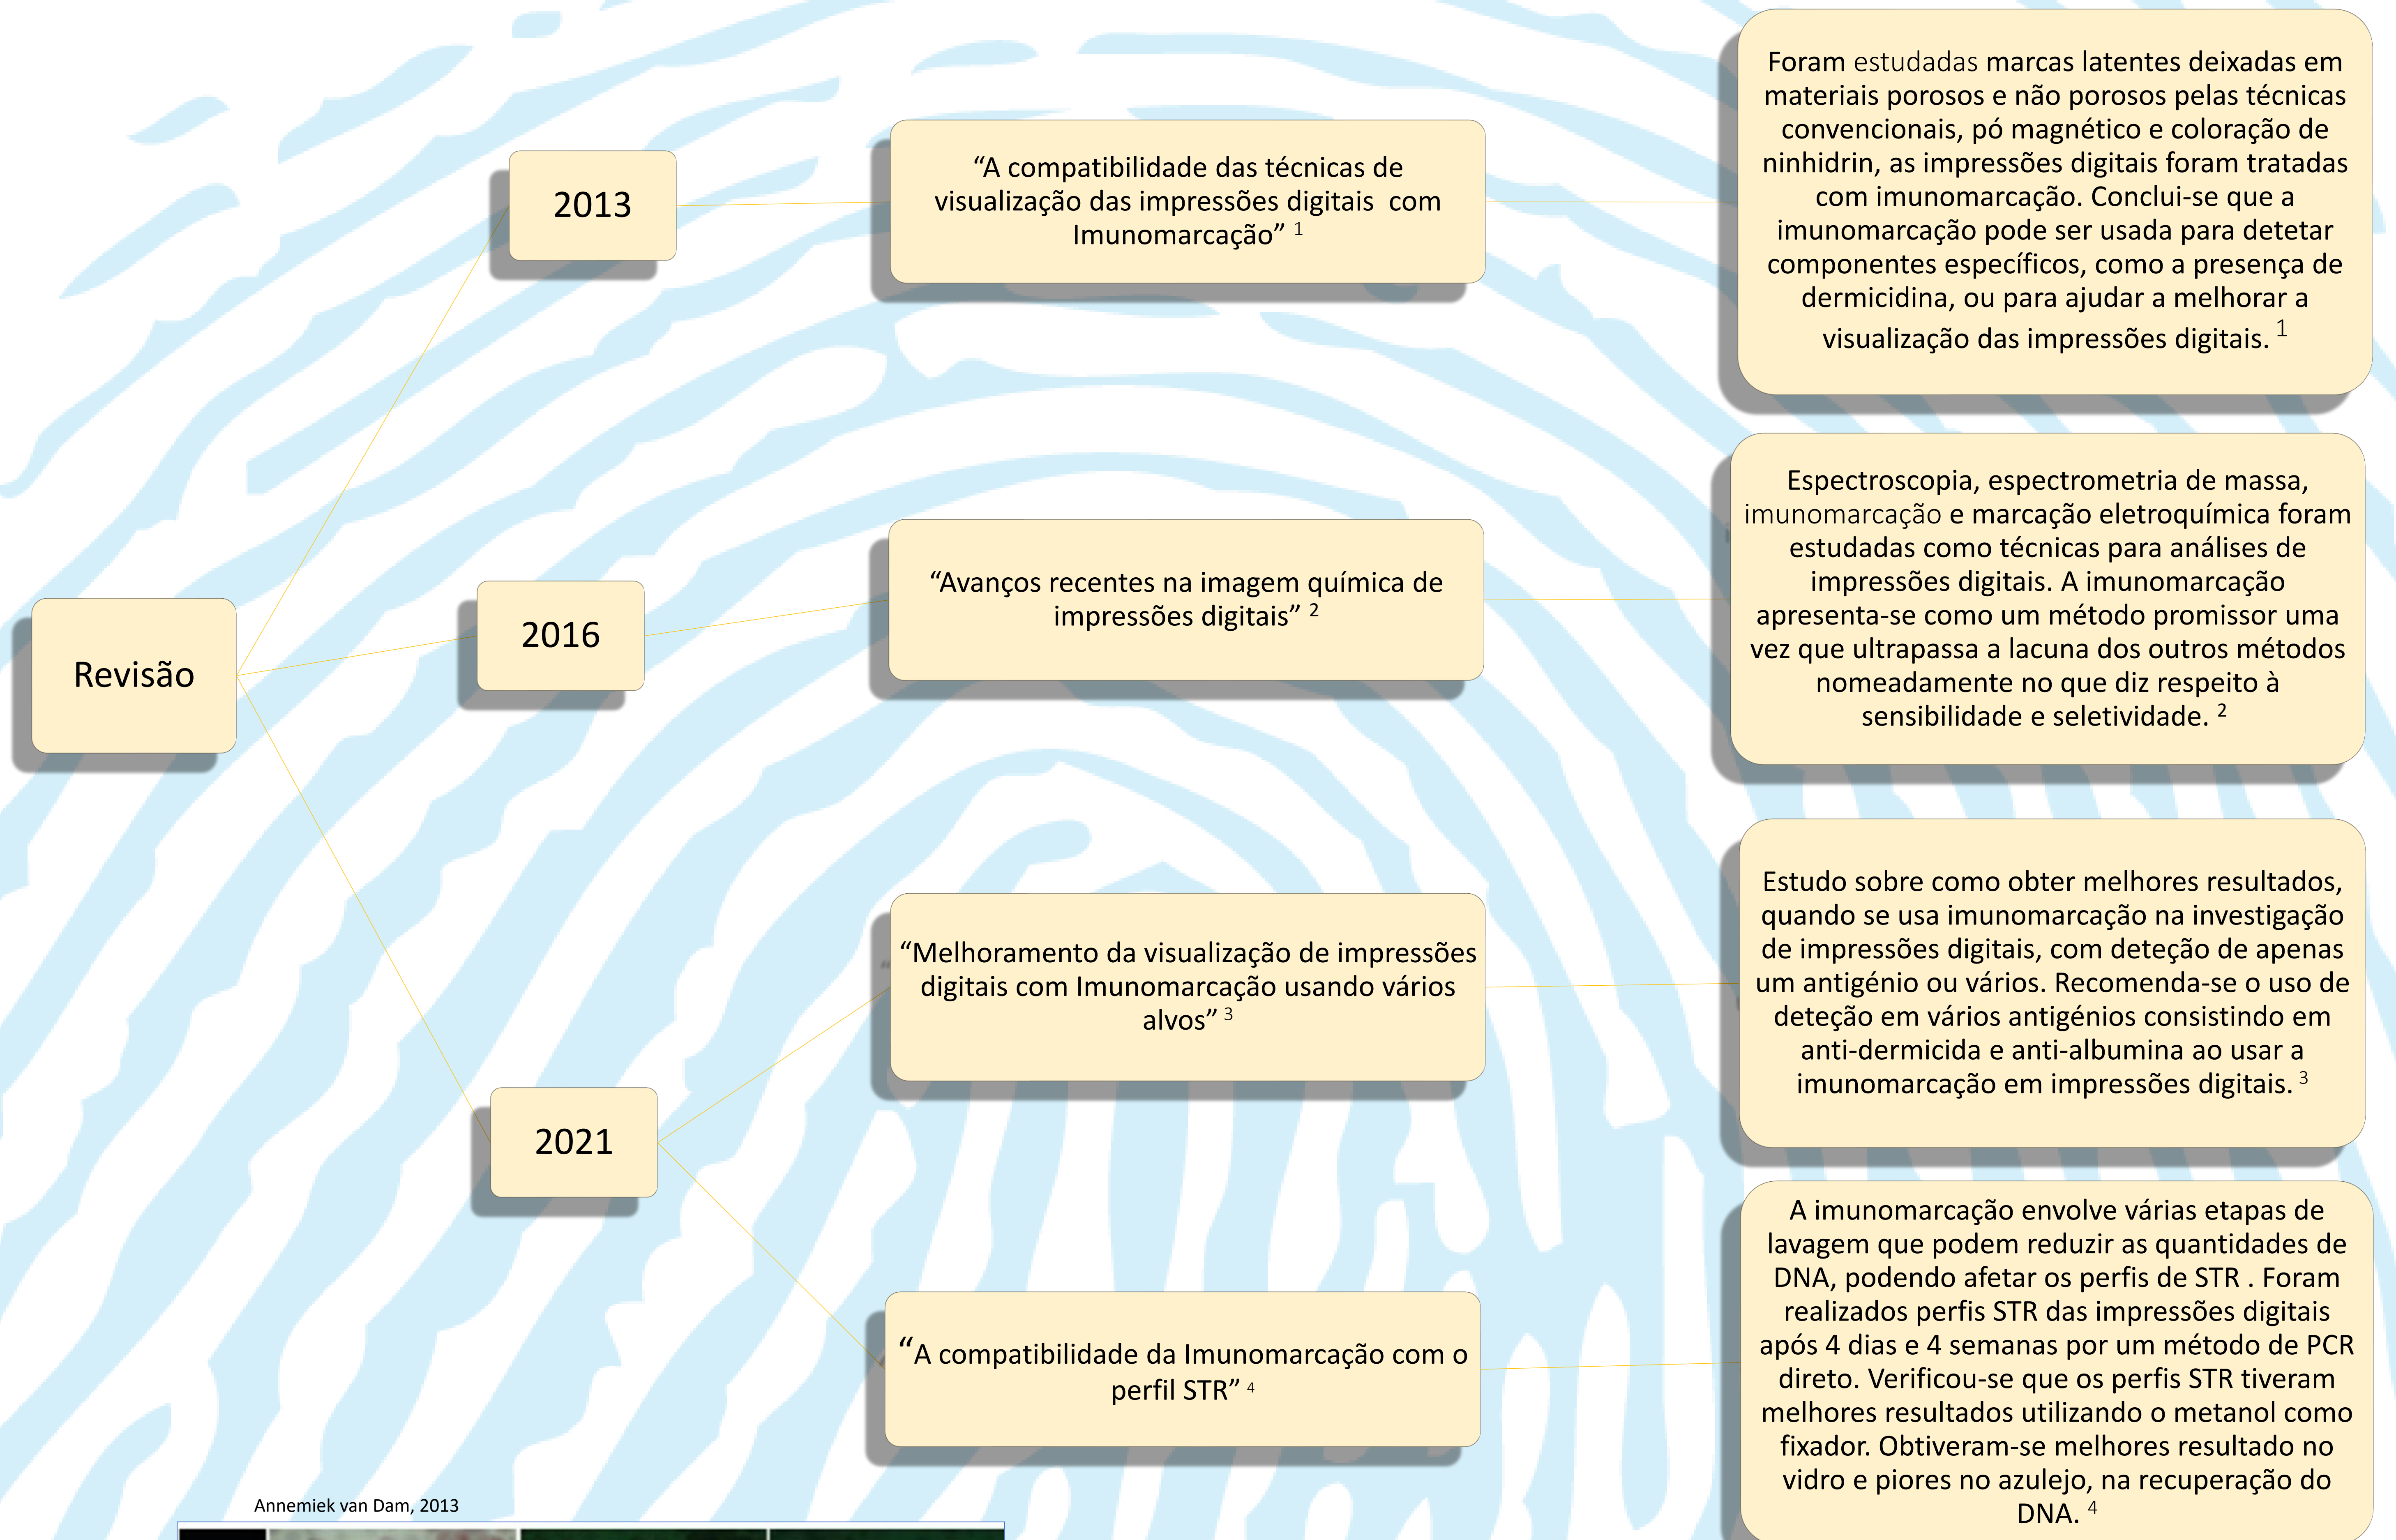 Revisão
2013
“A compatibilidade das técnicas de
visualização das impressões digitais com
Imunomarcação” 1
Foram estudadas marcas latentes deixadas em
materiais porosos e não porosos pelas técnicas
convencionais, pó magnético e coloração de
ninhidrin, as impressões digitais foram tratadas
com imunomarcação. Conclui-se que a
imunomarcação pode ser usada para detetar
componentes específicos, como a presença de
dermicidina, ou para ajudar a melhorar a
visualização das impressões digitais. 1
2016
“Avanços recentes na imagem química de
impressões digitais” 2
Espectroscopia, espectrometria de massa,
imunomarcação e marcação eletroquímica foram
estudadas como técnicas para análises de
impressões digitais. A imunomarcação
apresenta-se como um método promissor uma
vez que ultrapassa a lacuna dos outros métodos
nomeadamente no que diz respeito à
sensibilidade e seletividade. 2
2021
“Melhoramento da visualização de impressões
digitais com Imunomarcação usando vários
alvos” 3
Estudo sobre como obter melhores resultados,
quando se usa imunomarcação na investigação
de impressões digitais, com deteção de apenas
um antigénio ou vários. Recomenda-se o uso de
deteção em vários antigénios consistindo em
anti-dermicida e anti-albumina ao usar a
imunomarcação em impressões digitais. 3
“A compatibilidade da Imunomarcação com o
perfil STR” 4
A imunomarcação envolve várias etapas de
lavagem que podem reduzir as quantidades de
DNA, podendo afetar os perfis de STR . Foram
realizados perfis STR das impressões digitais
após 4 dias e 4 semanas por um método de PCR
direto. Verificou-se que os perfis STR tiveram
melhores resultados utilizando o metanol como
fixador. Obtiveram-se melhores resultado no
vidro e piores no azulejo, na recuperação do
DNA. 4
Annemiek van Dam, 2013